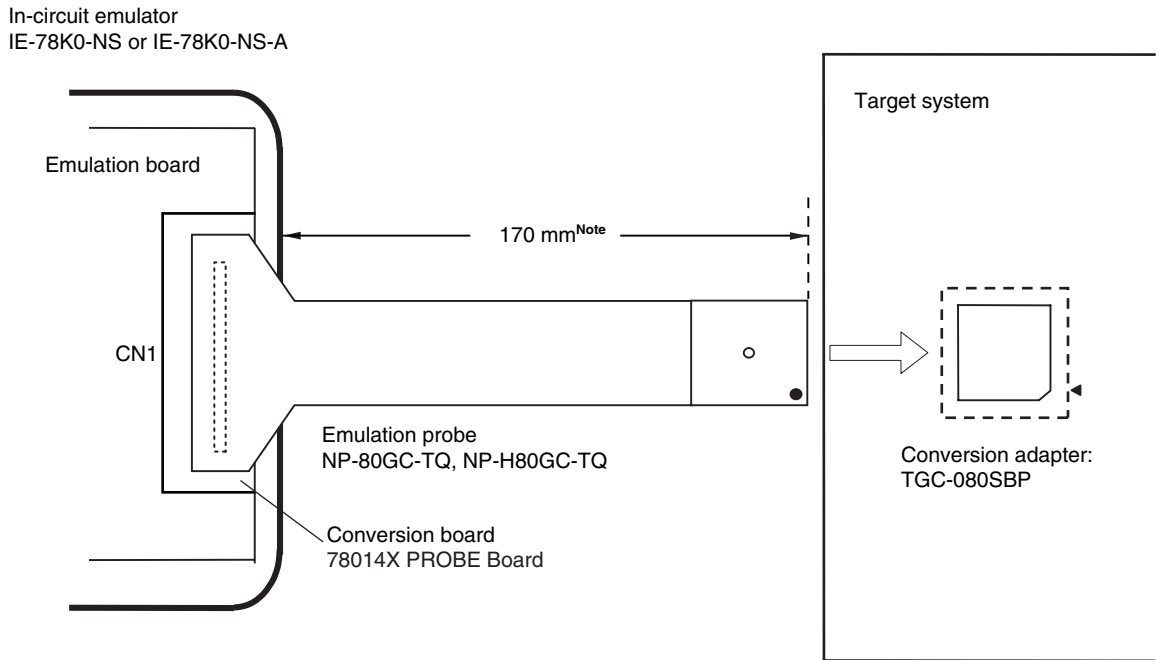 In-circuit emulator
IE-78K0-NS or IE-78K0-NS-A
Target system
Emulation board
170 mmNote
CN1
Emulation probe
NP-80GC-TQ, NP-H80GC-TQ
Conversion adapter:
TGC-080SBP
Conversion board
78014X PROBE Board